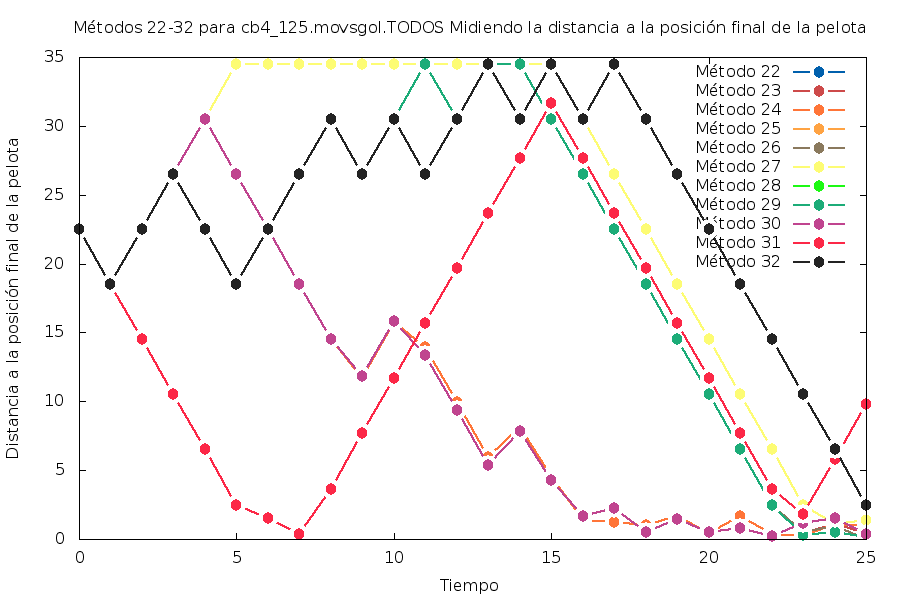 Métodos 22-32 para cb4_125.movsgol.TODOS Midiendo la distancia a la posición final de la pelota
35
30
25
20
15
10
5
0
Distancia a la posición final de la pelota
Método 22
Método 23
Método 24
Método 25
Método 26
Método 27
Método 28
Método 29
Método 30
Método 31
Método 32
0 5 10 15 20 25
Tiempo